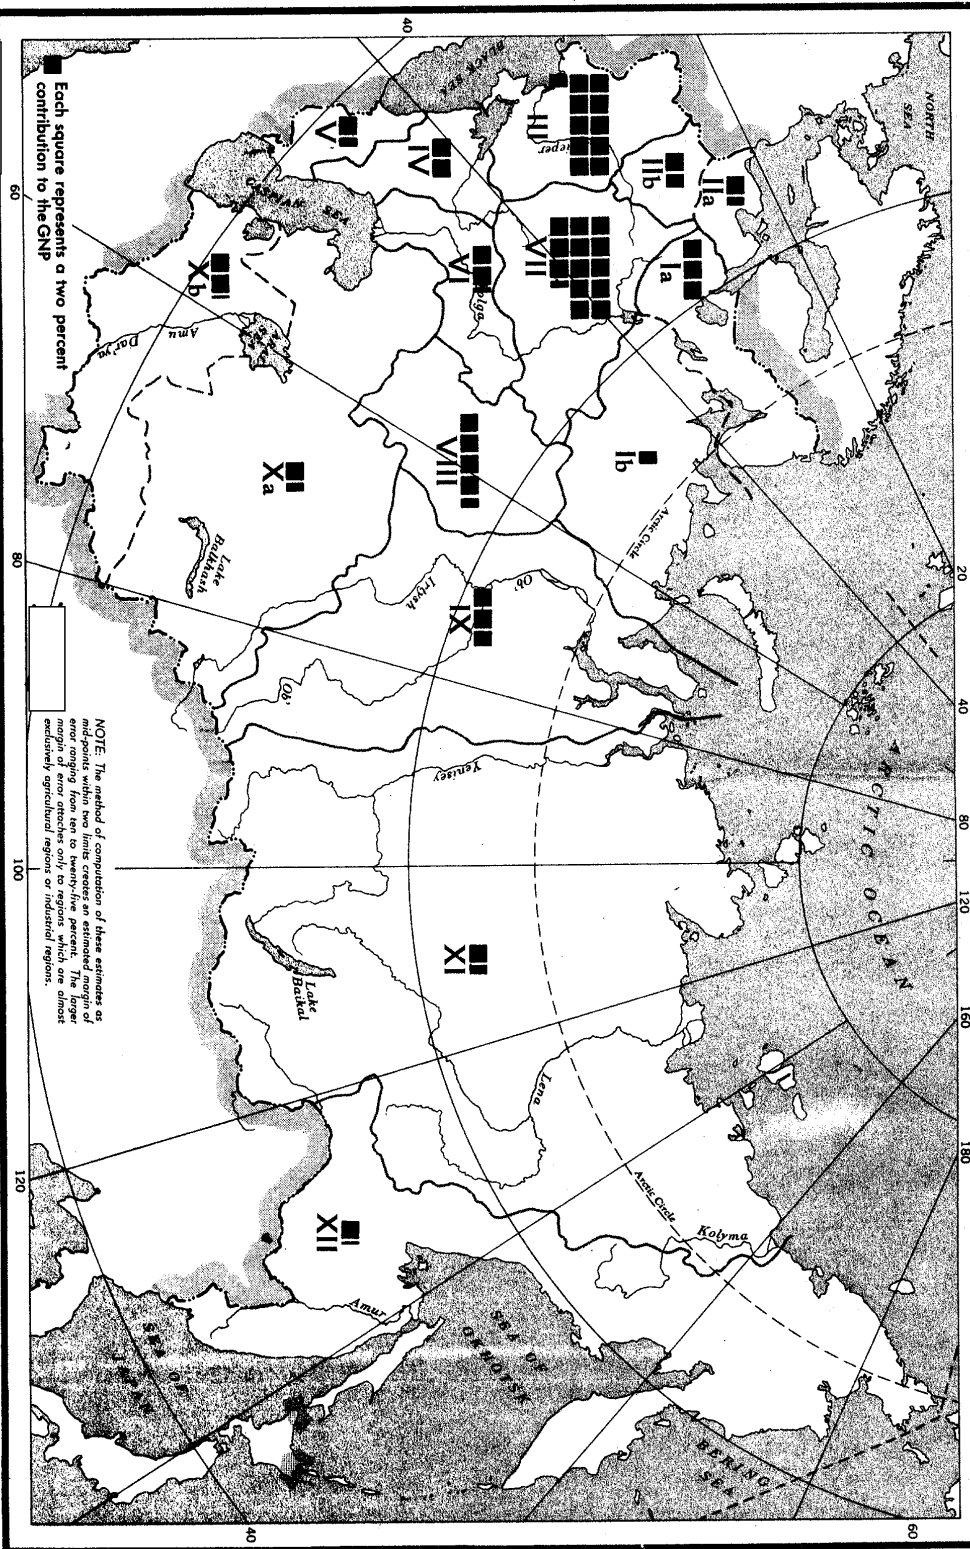 Each square represents a two percent
contribution to the GNP
NOTE: The method of computation of these estimates as
mid-points within two limits creates an estimated margin of
error ranging from ten to twenty-five percent. The larger
margin of error attaches only to regions which are almost
exclusively agricultural regions or industrial regions.
NORTH
SEA
BLACK SEA
CASPIAN SEA
ARCTIC OCEAN
BERING
SEA
SEA OF
OKHOTSK
SEA OF
JAPAN
Arctic Circle
Arctic Circle
Volga
Amu
Dar'ya
Lake
Balkhash
Irtysh
Ob'
Ob'
Yenisey
Lake
Baikal
Lena
Kolyma
Amur
Ia
Ib
IIa
IIb
III
IV
V
VI
VII
VIII
IX
Xa
Xb
XI
XII
40
60
80
100
120
40
20
40
80
120
160
180
60